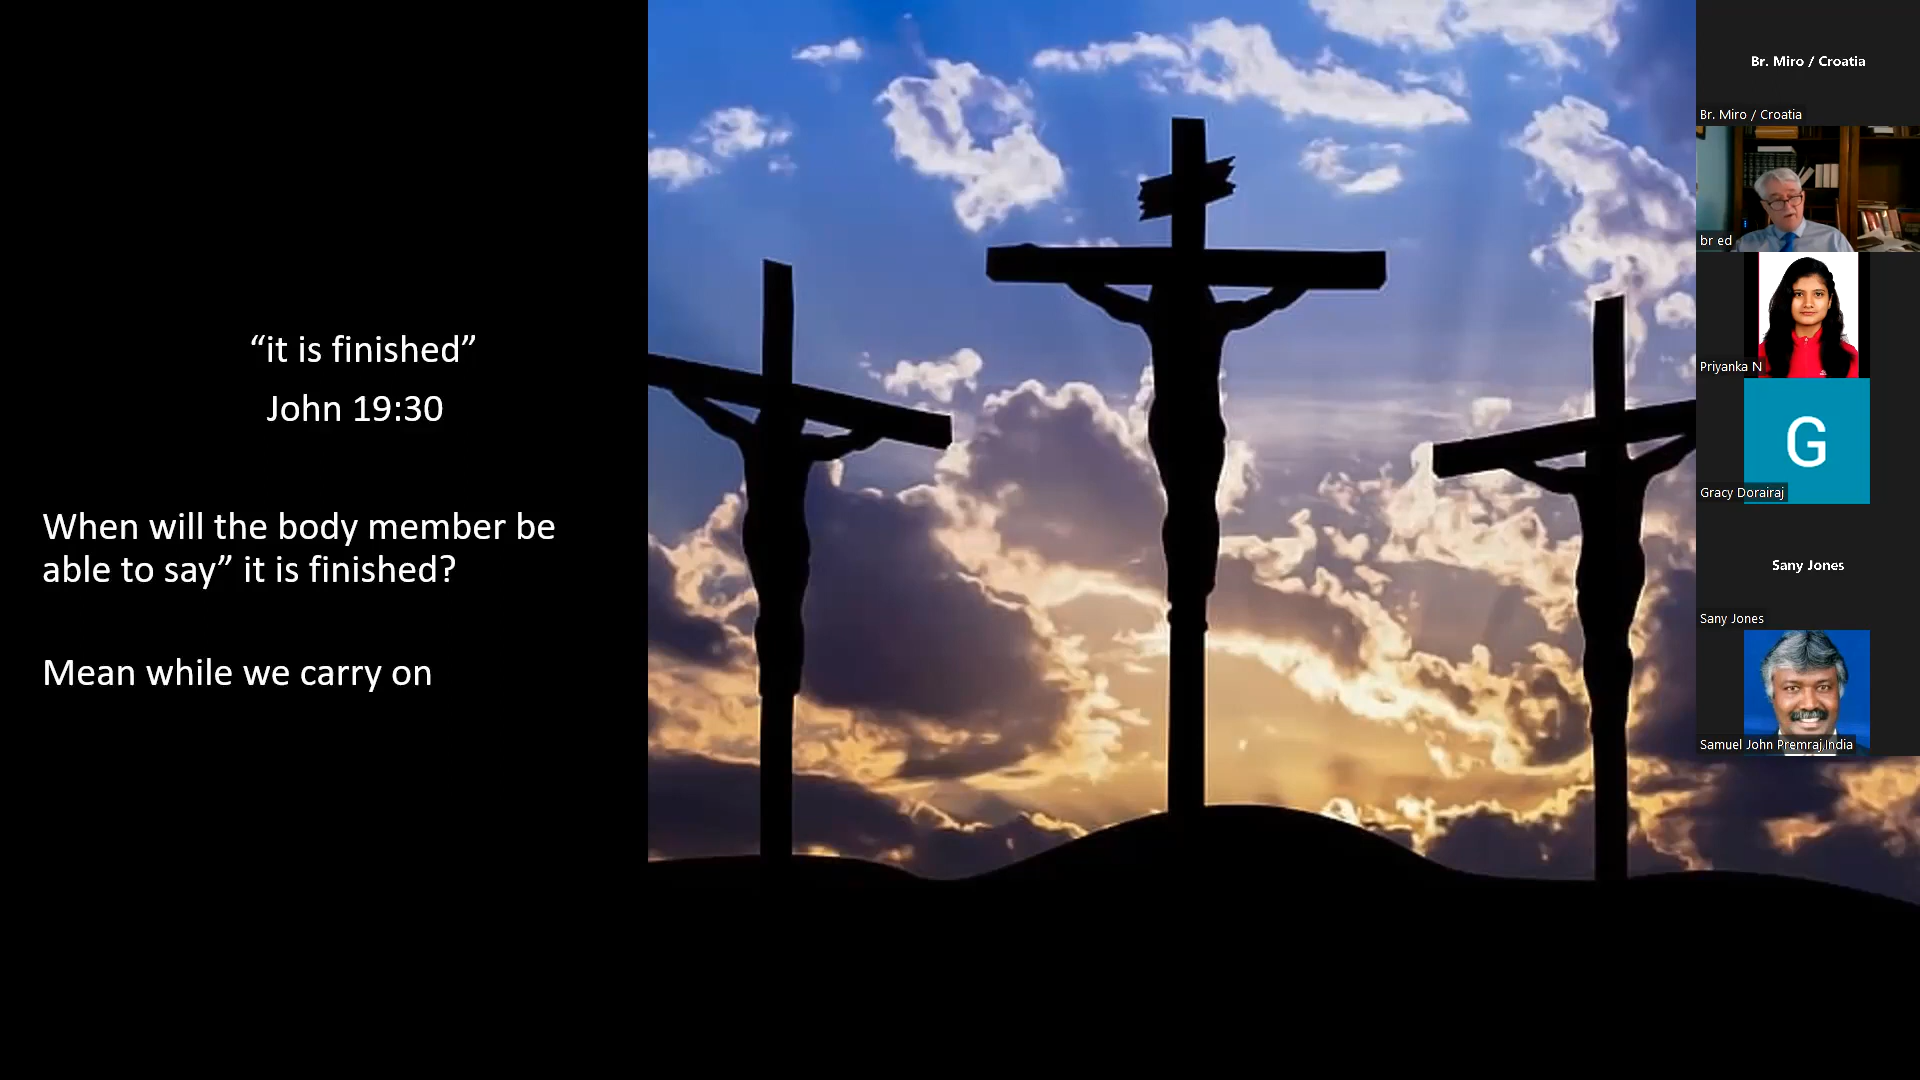 “it is finished”
John 19:30
When will the body member be
able to say” it is finished?
Mean while we carry on
Br. Miro / Croatia
Br. Miro / Croatia
br ed
Priyanka N
G
Gracy Dorairaj
Sany Jones
Sany Jones
Samuel John Premraj,India